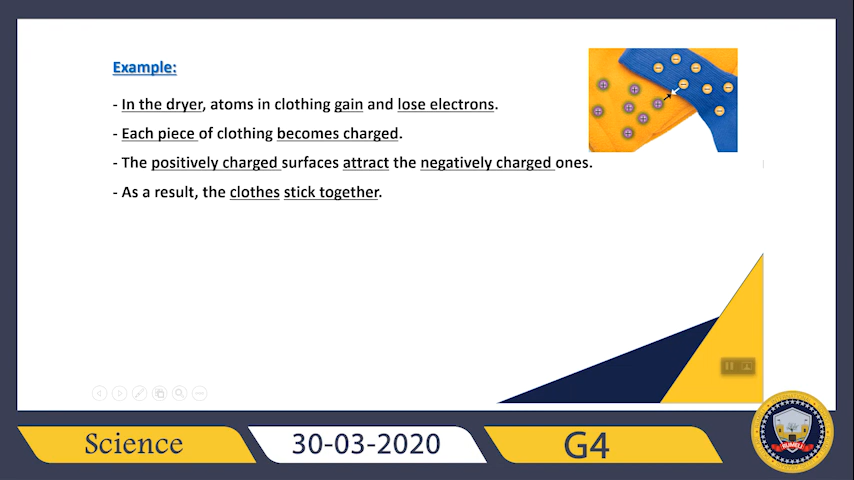 Example:
- In the dryer, atoms in clothing gain and lose electrons.
- Each piece of clothing becomes charged.
- The positively charged surfaces attract the negatively charged ones.
- As a result, the clothes stick together.
Science
30-03-2020
G4
RUMELI